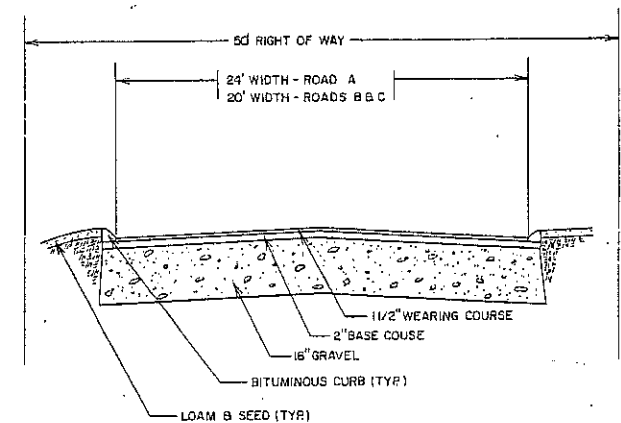 50' RIGHT OF WAY
24' WIDTH - ROAD A
20' WIDTH - ROADS B & C
1 1/2" WEARING COURSE
2" BASE COUSE
16" GRAVEL
BITUMINOUS CURB (TYP.)
LOAM & SEED (TYP.)